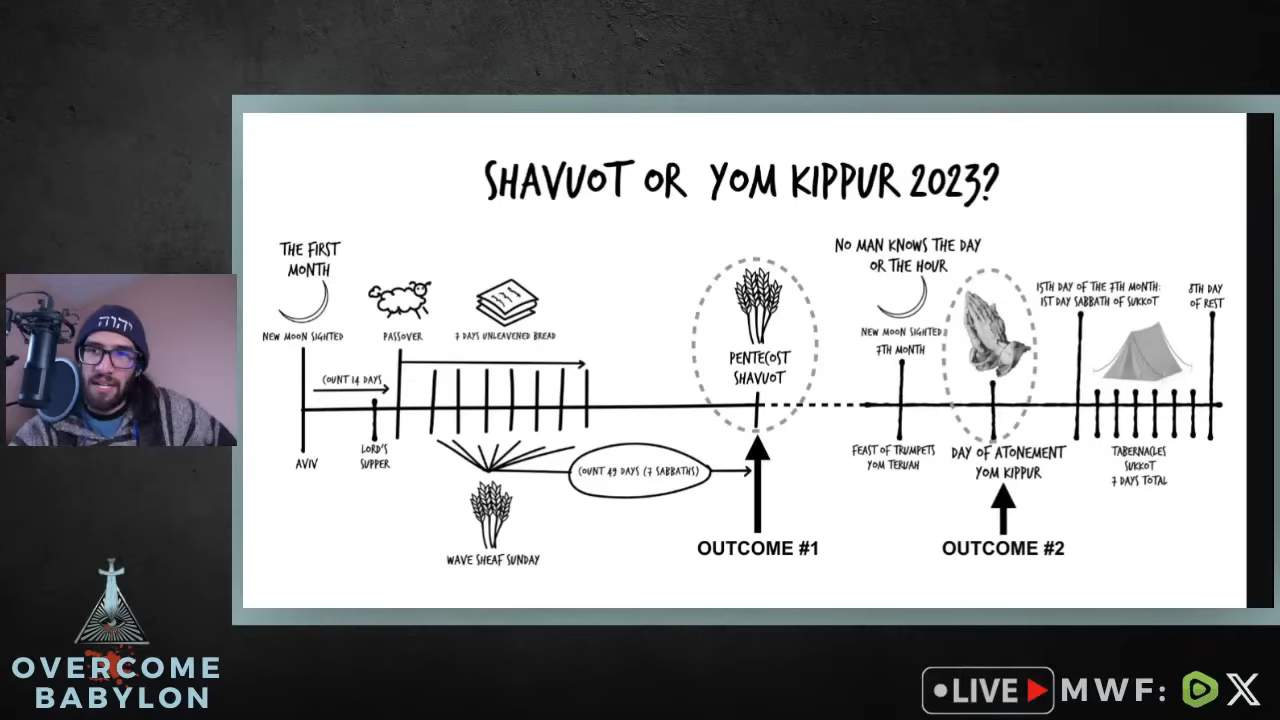 SHAVUOT OR YOM KIPPUR 2023?
THE FIRST
MONTH
NEW MOON SIGHTED
COUNT 14 DAYS
AVIV
LORD'S
SUPPER
PASSOVER
7 DAYS UNLEAVENED BREAD
WAVE SHEAF SUNDAY
COUNT 49 DAYS (7 SABBATHS)
PENTECOST
SHAVUOT
OUTCOME #1
NO MAN KNOWS THE DAY
OR THE HOUR
NEW MOON SIGHTED
7TH MONTH
FEAST OF TRUMPETS
YOM TERUAH
DAY OF ATONEMENT
YOM KIPPUR
OUTCOME #2
15TH DAY OF THE 7TH MONTH:
1ST DAY SABBATH OF SUKKOT
8TH DAY
OF REST
TABERNACLES
SUKKOT
7 DAYS TOTAL
יהוה
OVERCOME
BABYLON
LIVE MWF: X